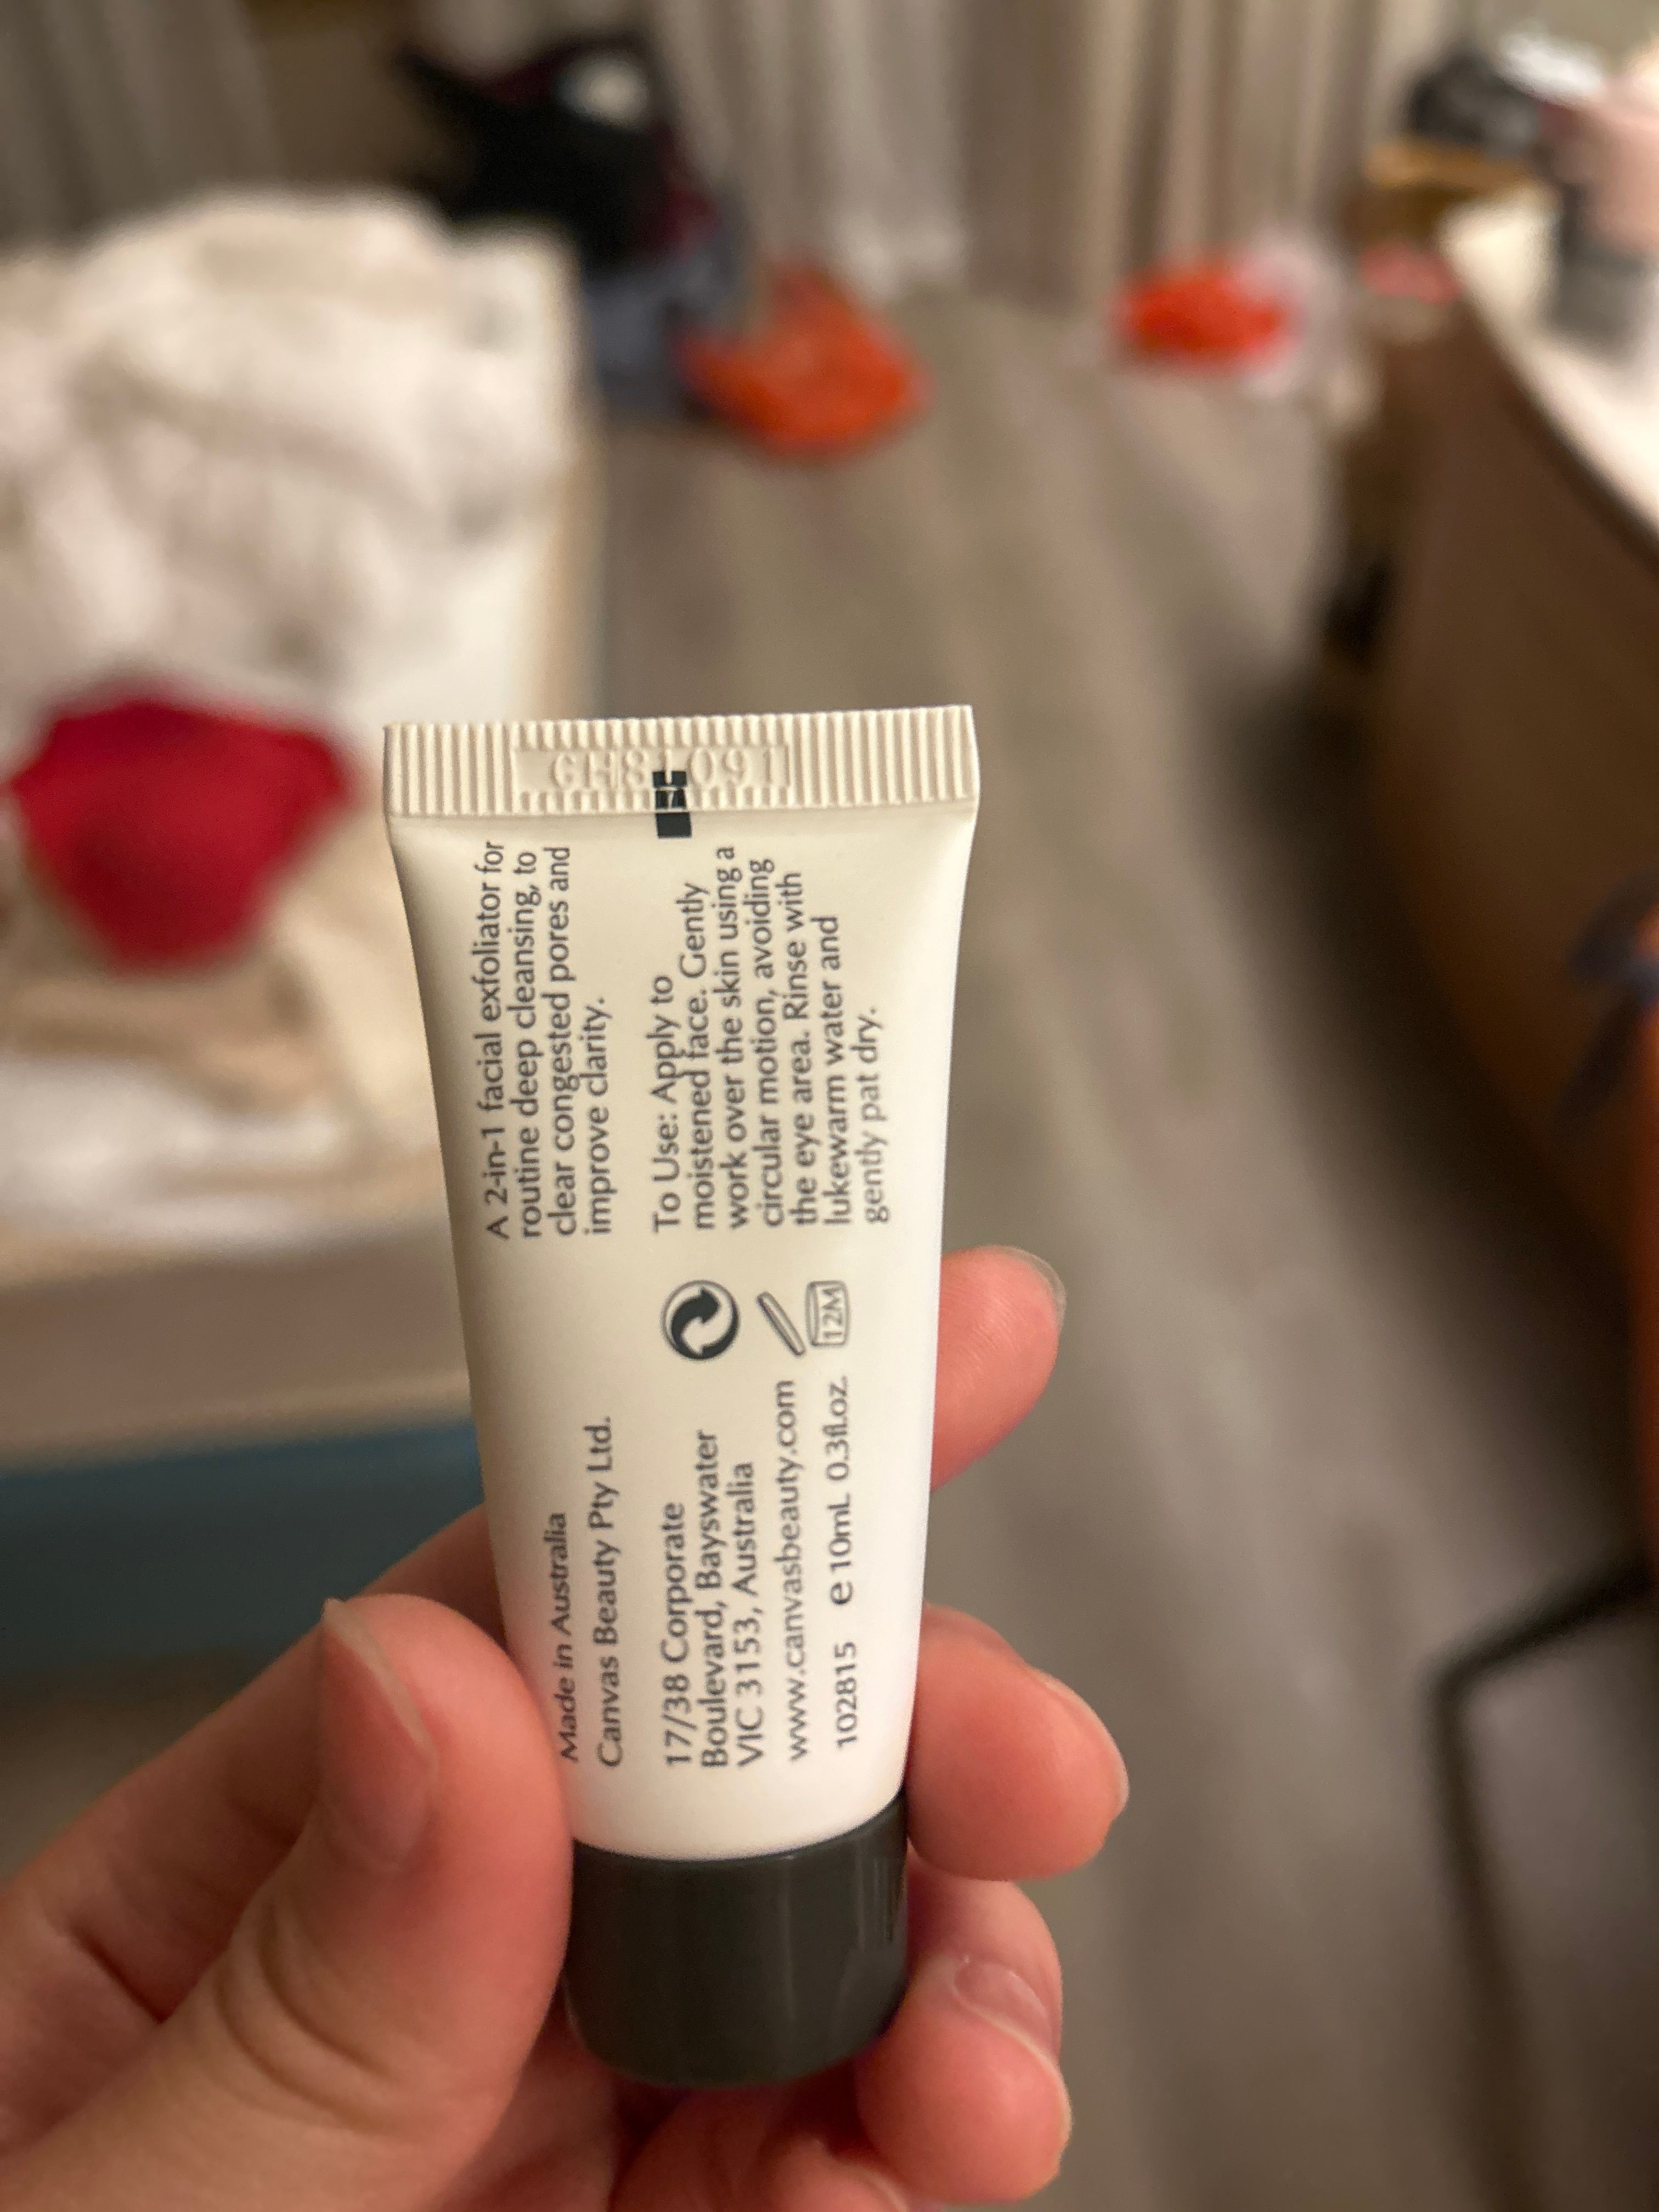 A 2-in-1 facial exfoliator for
routine deep cleansing, to
clear congested pores and
improve clarity.
To Use: Apply to
moistened face. Gently
work over the skin using a
circular motion, avoiding
the eye area. Rinse with
lukewarm water and
gently pat dry.
Made in Australia
Canvas Beauty Pty Ltd.
17/38 Corporate
Boulevard, Bayswater
VIC 3153, Australia
www.canvasbeauty.com
102815 e 10mL 0.3fl.oz.
12M